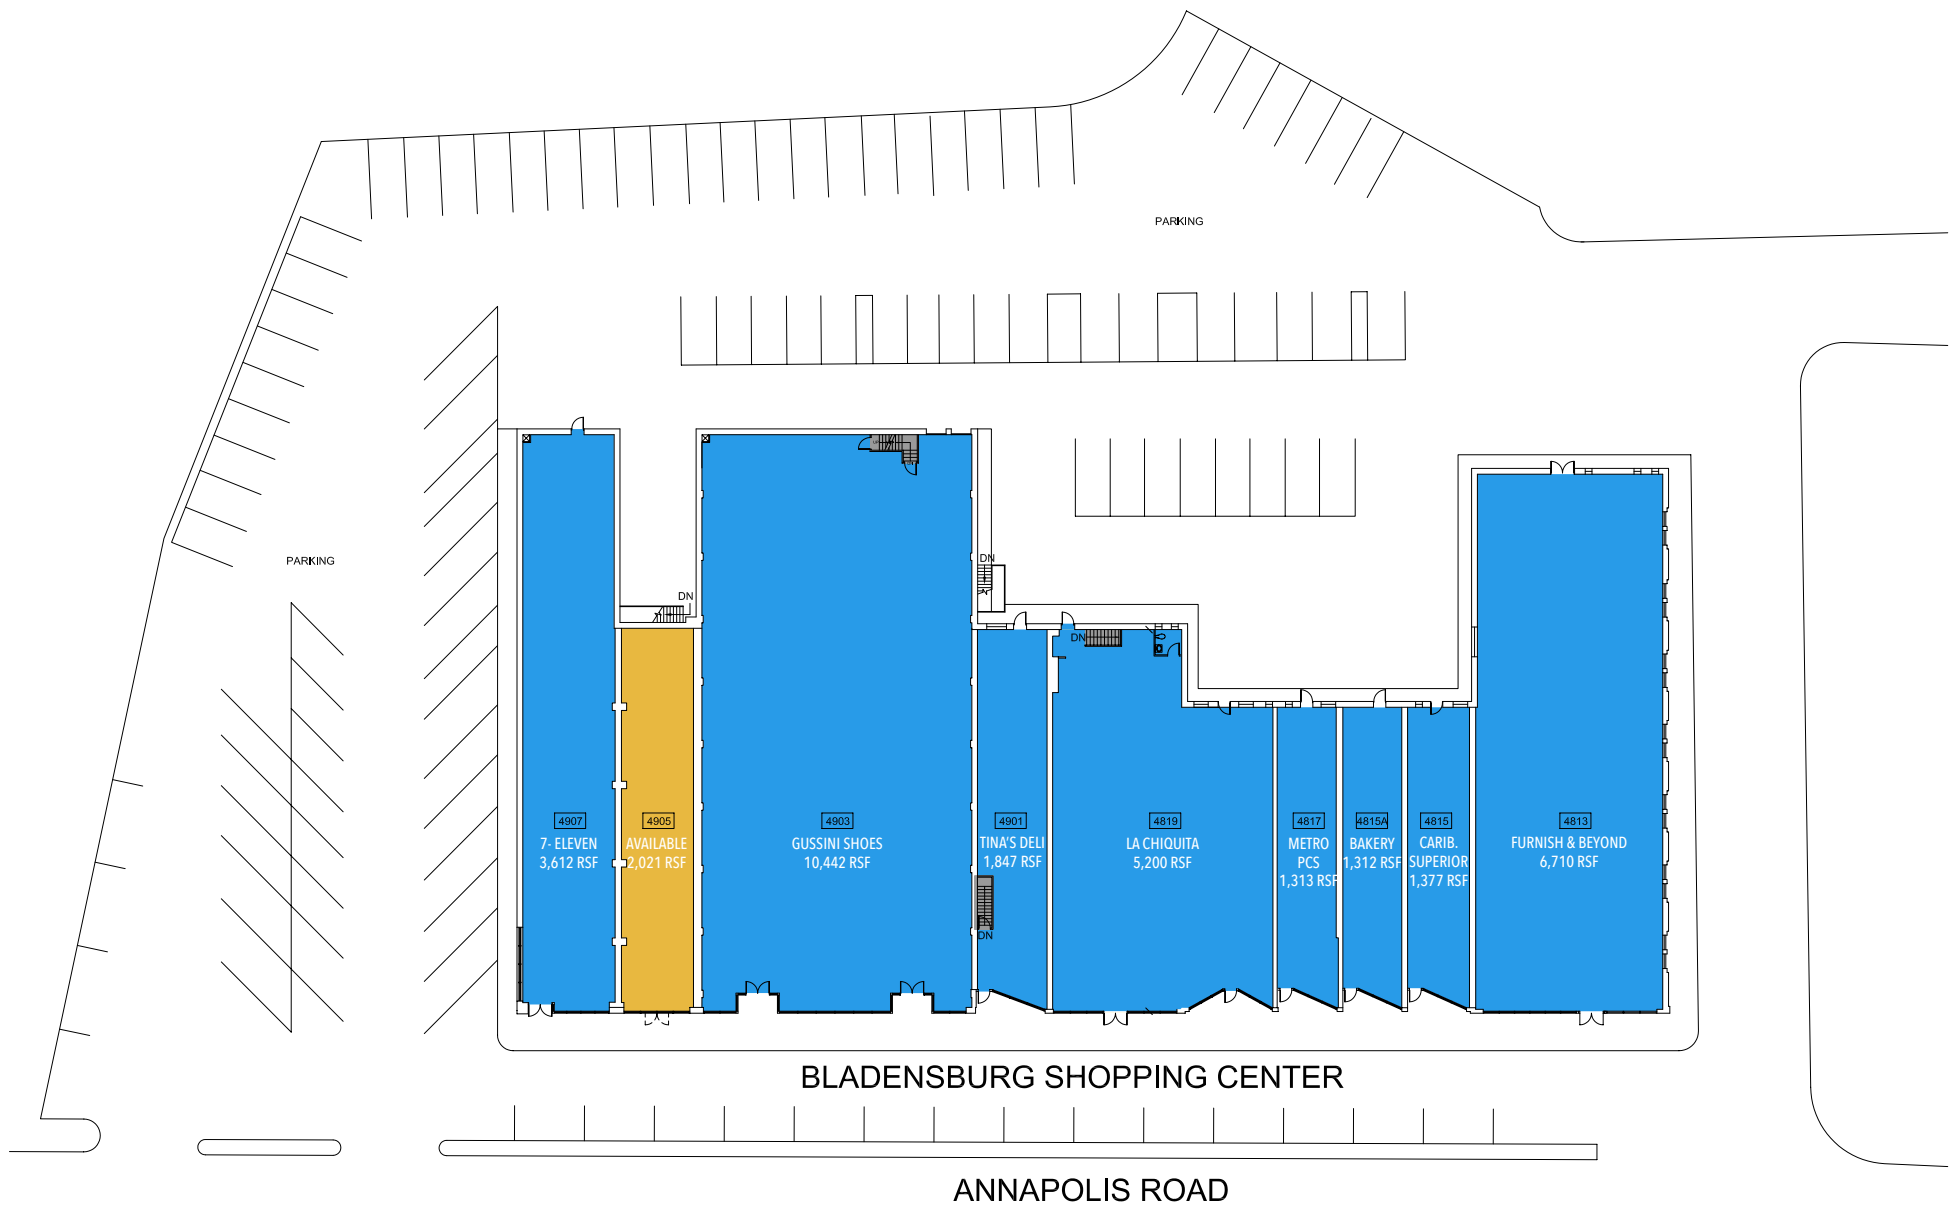 PARKING
PARKING
DN
DN
DN
4907
7- ELEVEN
3,612 RSF
4905
AVAILABLE
2,021 RSF
4903
GUSSINI SHOES
10,442 RSF
4901
TINA'S DELI
1,847 RSF
DN
4819
LA CHIQUITA
5,200 RSF
4817
METRO
PCS
1,313 RSF
4815A
BAKERY
1,312 RSF
4815
CARIB.
SUPERIOR
1,377 RSF
4813
FURNISH & BEYOND
6,710 RSF
BLADENSBURG SHOPPING CENTER
ANNAPOLIS ROAD